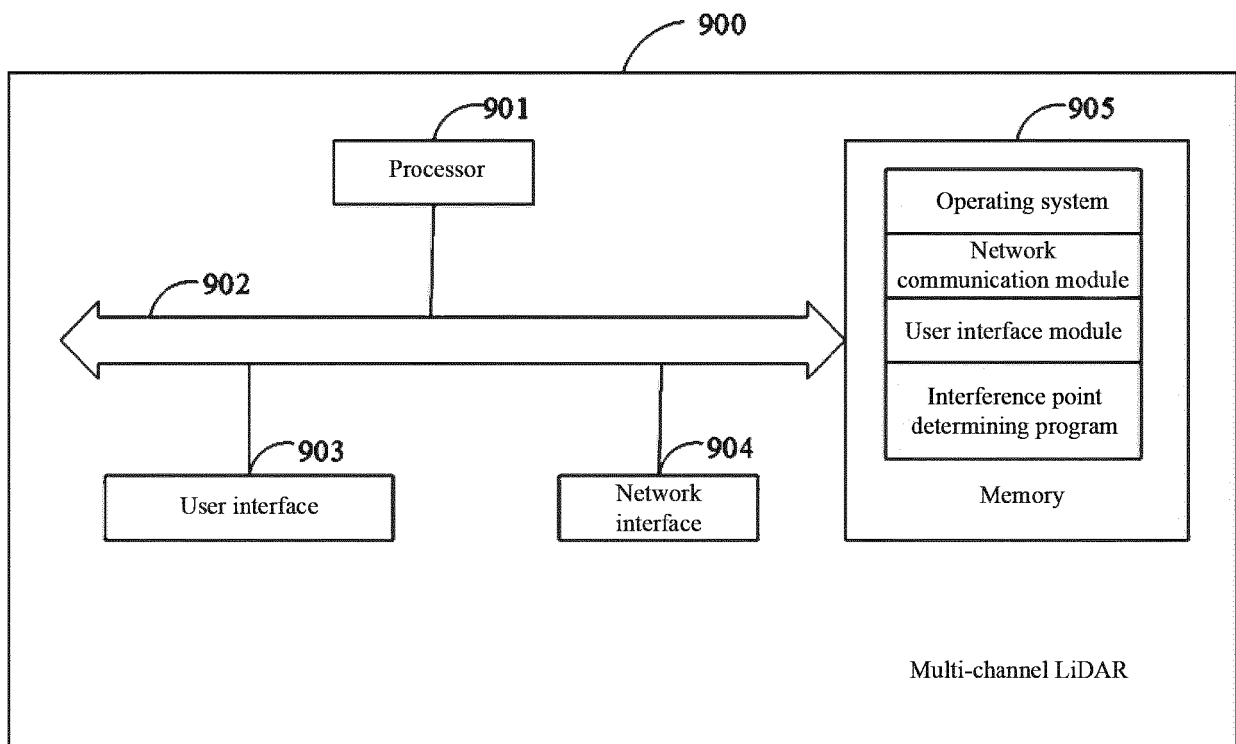 900
901
Processor
905
Operating system
Network
communication module
User interface module
Interference point
determining program
Memory
902
903
User interface
904
Network
interface
Multi-channel LiDAR